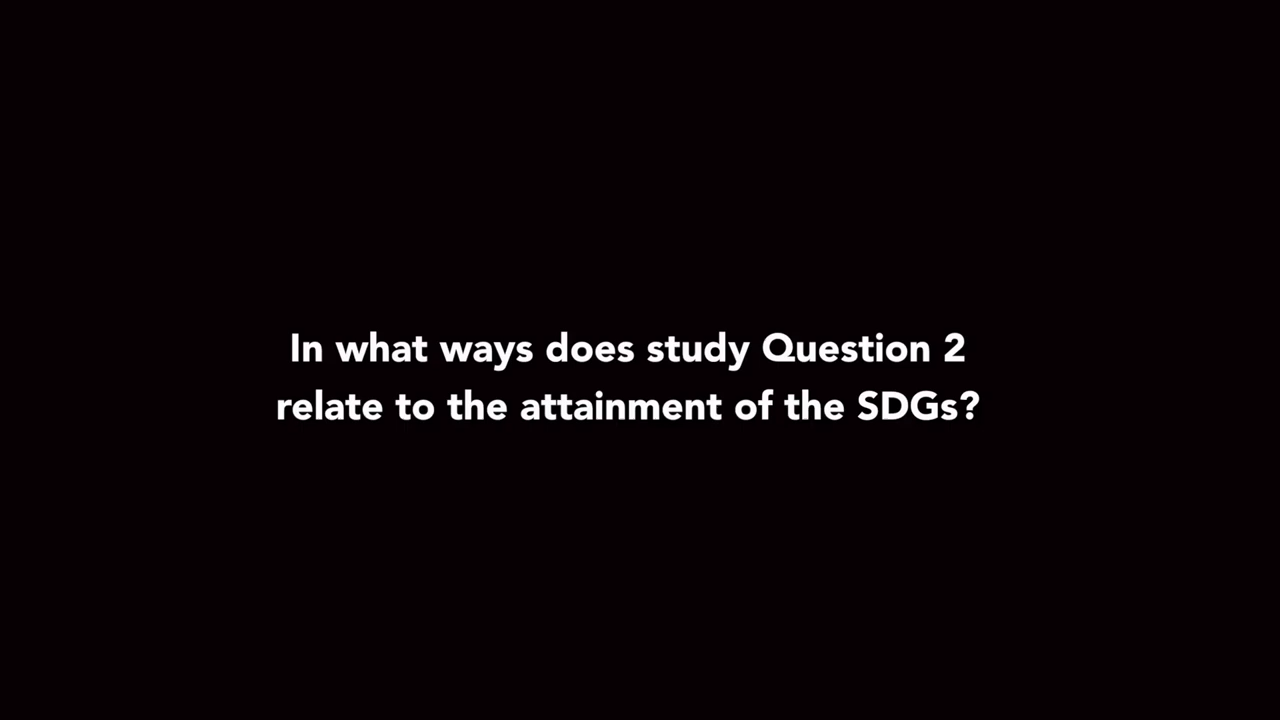 In what ways does study Question 2
relate to the attainment of the SDGs?